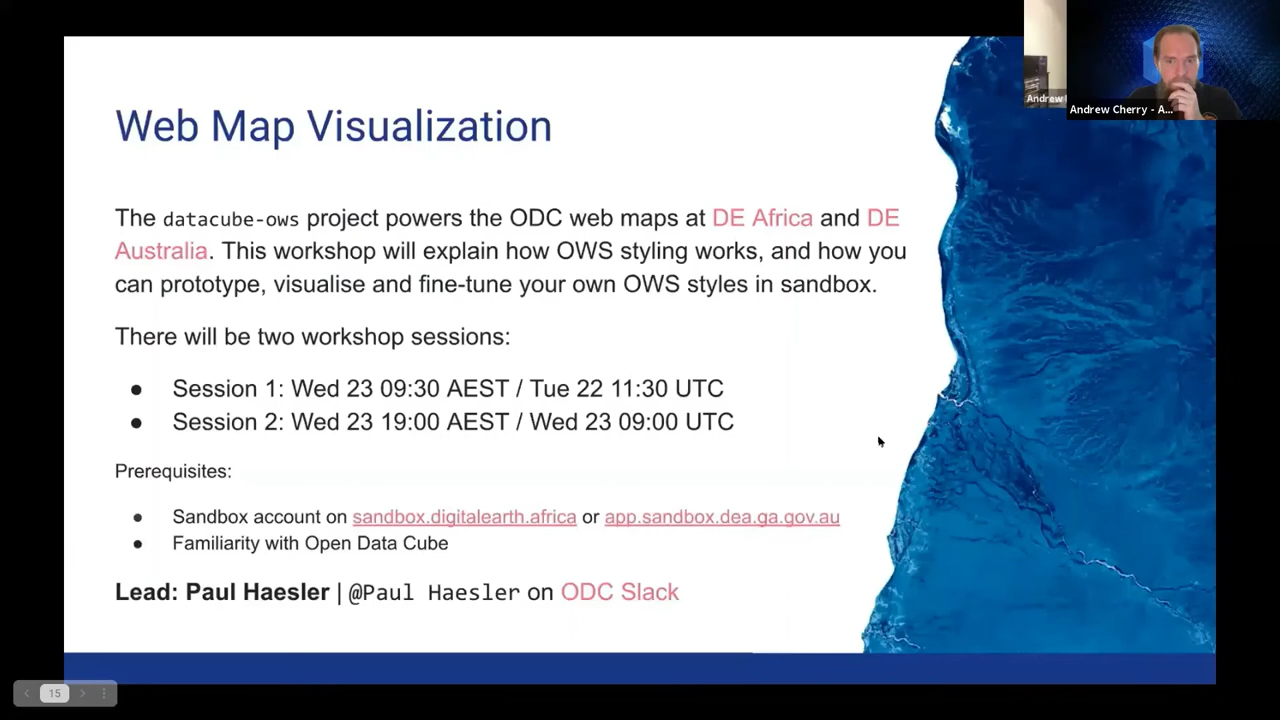 Andrew
Andrew Cherry - A...
Web Map Visualization
The datacube-ows project powers the ODC web maps at DE Africa and DE
Australia. This workshop will explain how OWS styling works, and how you
can prototype, visualise and fine-tune your own OWS styles in sandbox.
There will be two workshop sessions:
● Session 1: Wed 23 09:30 AEST / Tue 22 11:30 UTC
● Session 2: Wed 23 19:00 AEST / Wed 23 09:00 UTC
Prerequisites:
● Sandbox account on sandbox.digitalearth.africa or app.sandbox.dea.ga.gov.au
● Familiarity with Open Data Cube
Lead: Paul Haesler | @Paul Haesler on ODC Slack
15